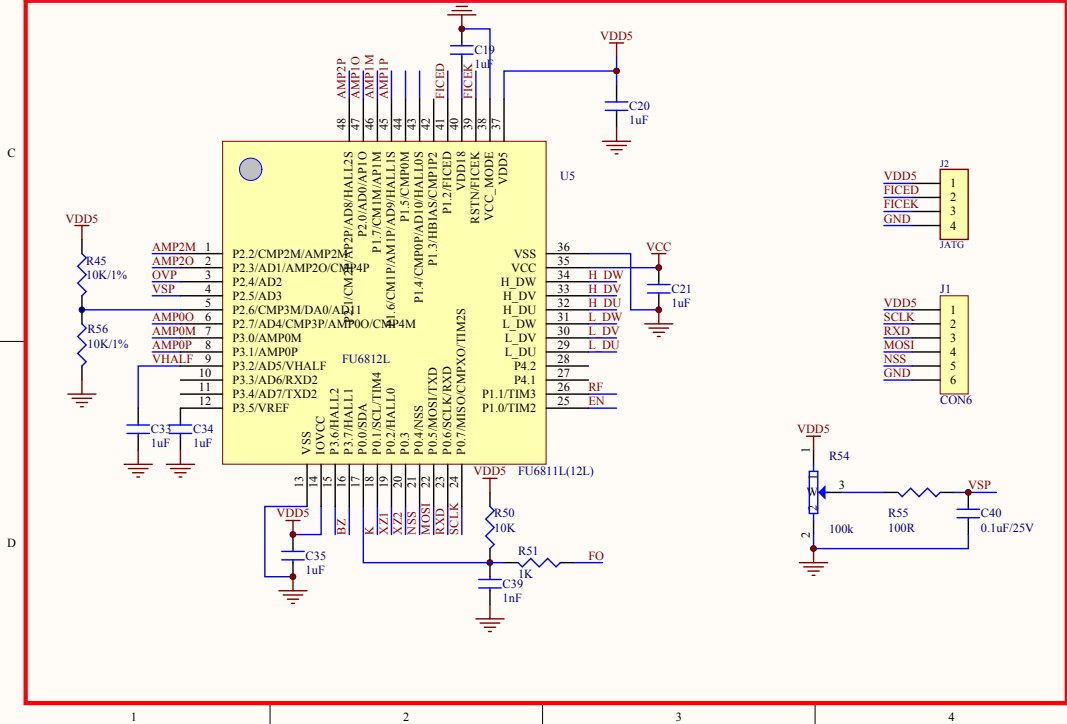 VDD5
C19
1uF
AMP2P
AMP1O
AMP1M
AMP1P
FICED
FICEK
C20
1uF
48
47
46
45
44
43
42
41
40
39
38
37
C
U5
P2.0/AD0/AP1O
P1.7/CM1M/AP1M
P1.6/CM1P/AM1P/AD9/HALL1S
P1.5/CMP0M
P1.4/CMP0P/AD10/HALL0S
P1.3/HBIAS/CMP1P2
P1.2/FICED
VDD18
RSTN/FICEK
VCC_MODE
VDD5
J2
VDD5 1
FICED 2
FICEK 3
GND 4
JATG
VDD5
R45
10K/1%
R56
10K/1%
AMP2M 1 P2.2/CMP2M/AMP2M
AMP2O 2 P2.3/AD1/AMP2O/CMP4P
OVP 3 P2.4/AD2
VSP 4 P2.5/AD3
5 P2.6/CMP3M/DA0/AD11
AMP0O 6 P2.7/AD4/CMP3P/AMP0O/CMP4M
AMP0M 7 P3.0/AMP0M
AMP0P 8 P3.1/AMP0P
VHALF 9 P3.2/AD5/VHALF
10 P3.3/AD6/RXD2
11 P3.4/AD7/TXD2
12 P3.5/VREF
FU6812L
VSS 36
VCC 35
H_DW 34 H_DW
H_DV 33 H_DV
H_DU 32 H_DU
L_DW 31 L_DW
L_DV 30 L_DV
L_DU 29 L_DU
P4.2 28
P4.1 27
P1.1/TIM3 26 RF
P1.0/TIM2 25 EN
VCC
C21
1uF
J1
VDD5 1
SCLK 2
RXD 3
MOSI 4
NSS 5
GND 6
CON6
C33
1uF
C34
1uF
VSS
IOVCC
P3.6/HALL2
P3.7/HALL1
P0.0/SDA
P0.1/SCL/TIM4
P0.2/HALL0
P0.3
P0.4/NSS
P0.5/MOSI/TXD
P0.6/SCLK/RXD
P0.7/MISO/CMPXO/TIM2S
13
14
15
16
17
18
19
20
21
22
23
24
FU6811L(12L)
VDD5
BZ
K
XZ1
XZ2
NSS
MOSI
RXD
SCLK
VDD5
R50
10K
R51
1K
FO
C35
1uF
C39
1nF
VDD5
1
R54
W
3
2
2
100k
R55
100R
VSP
C40
0.1uF/25V
D
1
2
3
4